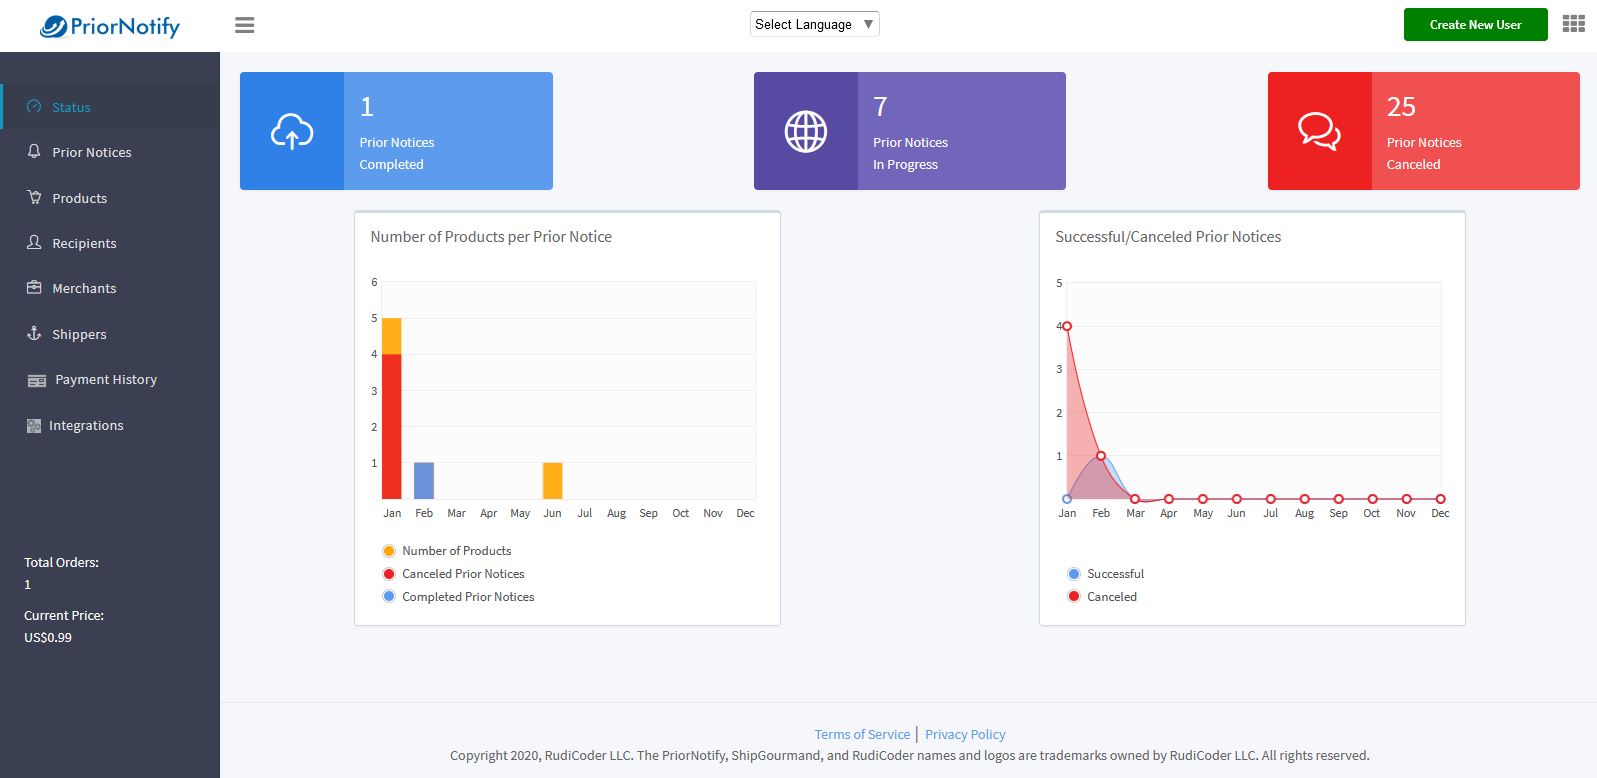 PriorNotify
Select Language
Create New User
Status
Prior Notices
Products
Recipients
Merchants
Shippers
Payment History
Integrations
Total Orders:
1
Current Price:
US$0.99
1
Prior Notices
Completed
7
Prior Notices
In Progress
25
Prior Notices
Canceled
Number of Products per Prior Notice
6
5
4
3
2
1
Jan Feb Mar Apr May Jun Jul Aug Sep Oct Nov Dec
Number of Products
Canceled Prior Notices
Completed Prior Notices
Successful/Canceled Prior Notices
5
4
3
2
1
Jan Feb Mar Apr May Jun Jul Aug Sep Oct Nov Dec
Successful
Canceled
Terms of Service | Privacy Policy
Copyright 2020, RudiCoder LLC. The PriorNotify, ShipGourmand, and RudiCoder names and logos are trademarks owned by RudiCoder LLC. All rights reserved.